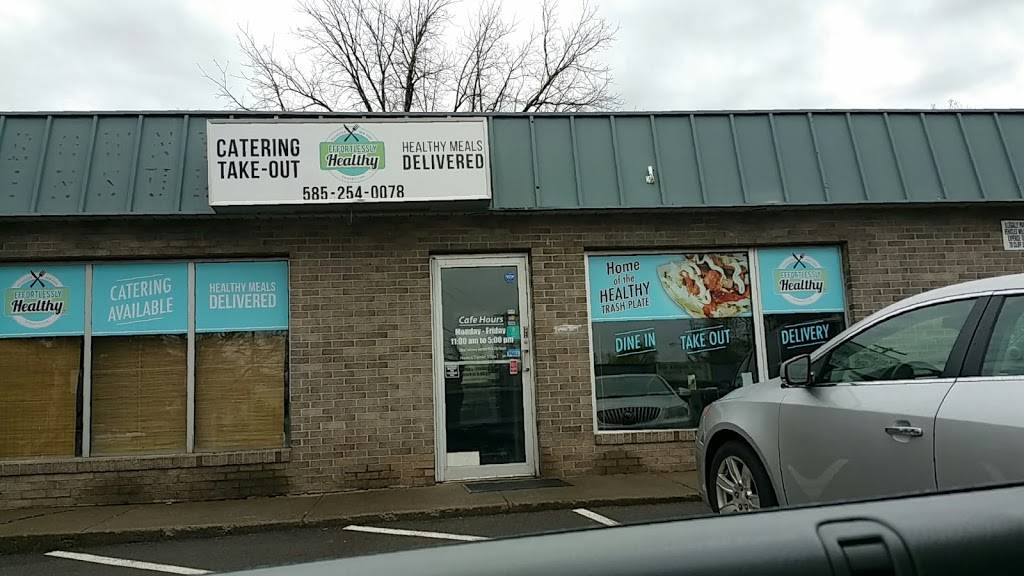 CATERING
TAKE-OUT
EFFORTLESSLY
Healthy
HEALTHY MEALS
DELIVERED
585-254-0078
EFFORTLESSLY
Healthy
CATERING
AVAILABLE
HEALTHY MEALS
DELIVERED
Cafe Hours
Monday - Friday
11:00 am to 5:00 pm
Home
of the
HEALTHY
TRASH PLATE
EFFORTLESSLY
Healthy
DINE IN
TAKE OUT
DELIVERY